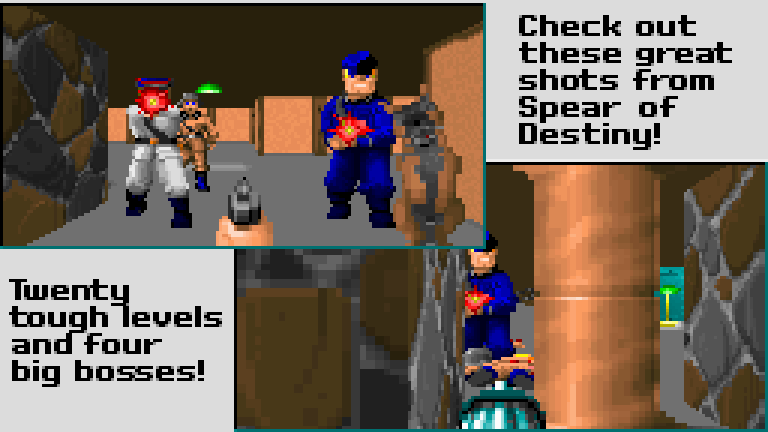 Check out
these great
shots from
Spear of
Destiny!
Twenty
tough levels
and four
big bosses!